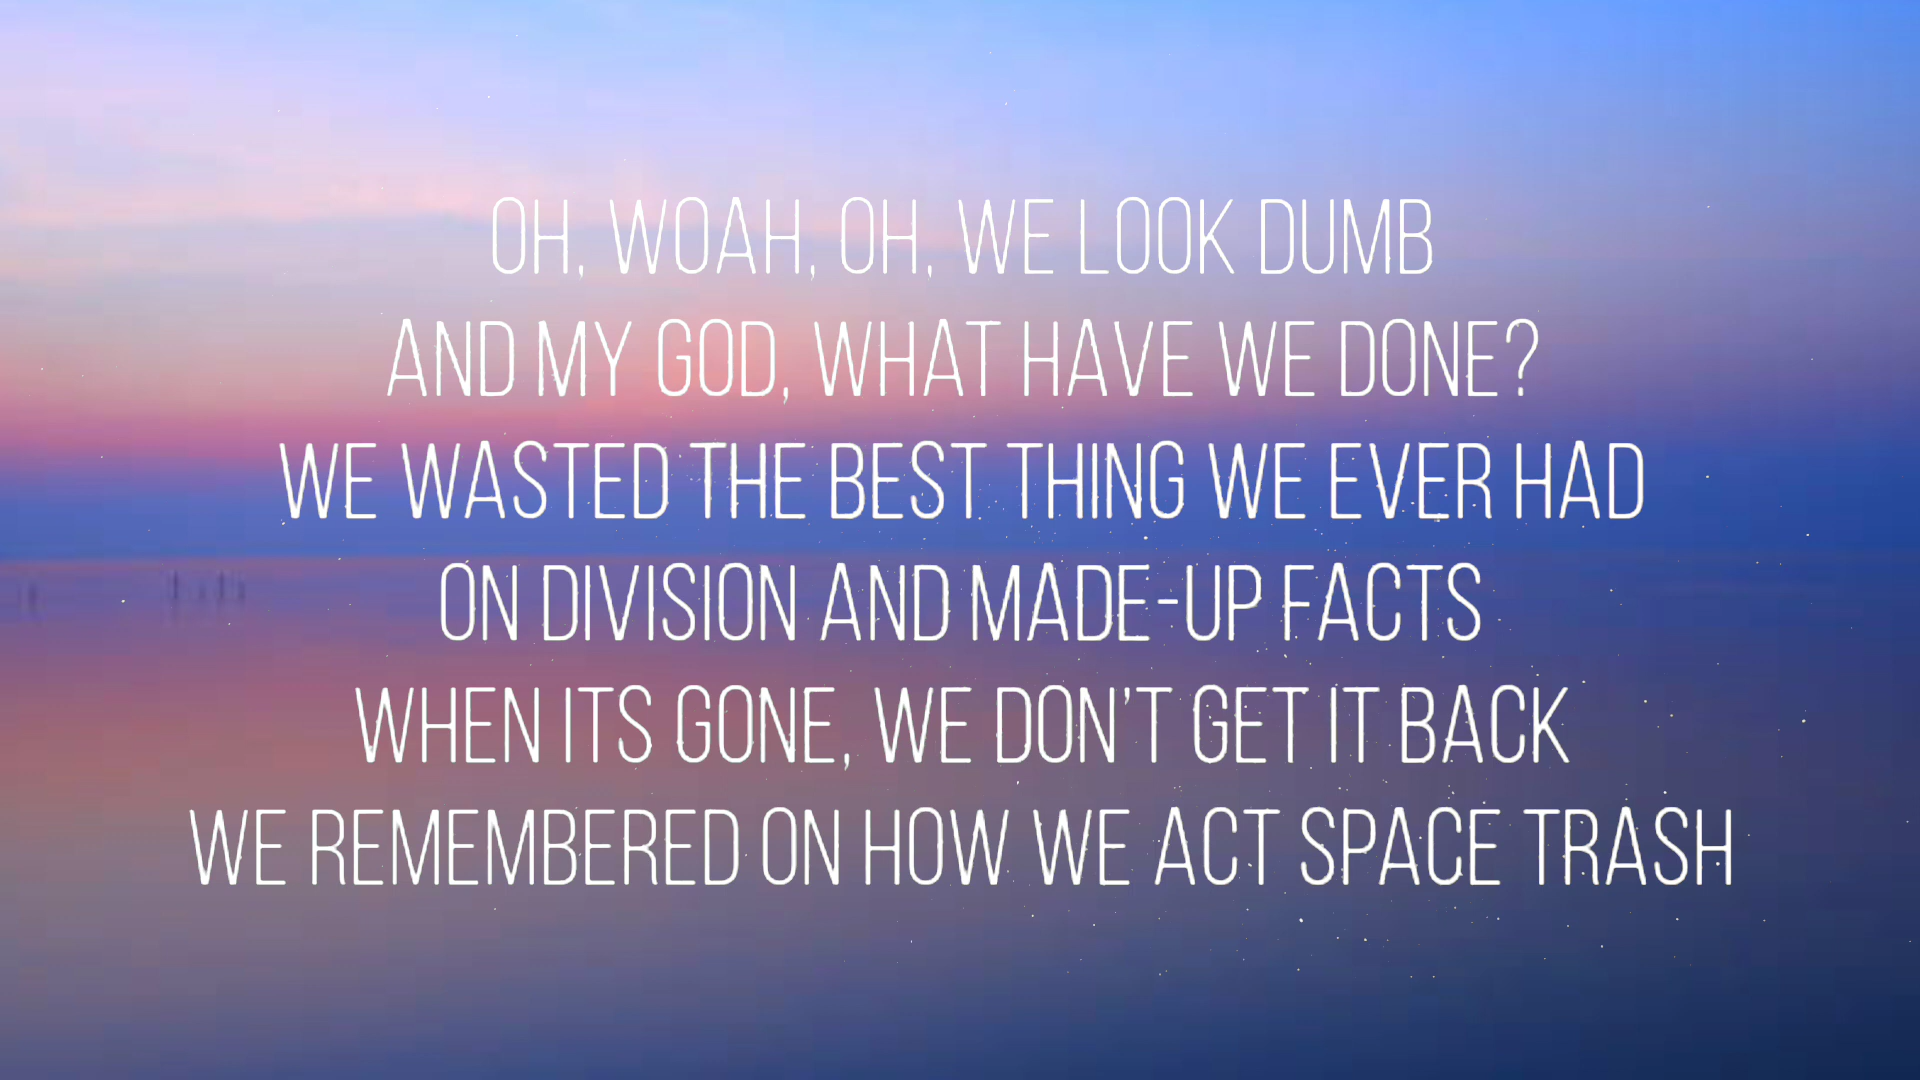 OH, WOAH, OH, WE LOOK DUMB
AND MY GOD, WHAT HAVE WE DONE?
WE WASTED THE BEST THING WE EVER HAD
ON DIVISION AND MADE-UP FACTS
WHEN ITS GONE, WE DON'T GET IT BACK
WE REMEMBERED ON HOW WE ACT SPACE TRASH